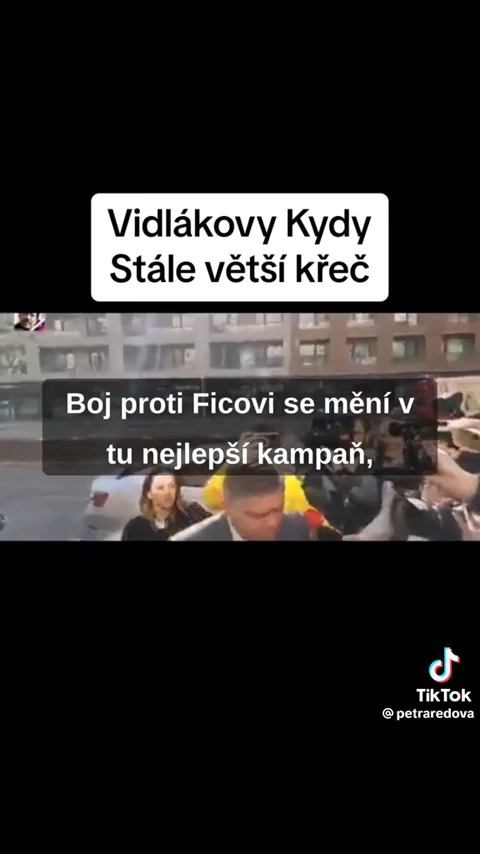 Vidlákovy Kydy
Stále větší křeč
Boj proti Ficovi se mění v
tu nejlepší kampaň,
TikTok
@petraredova